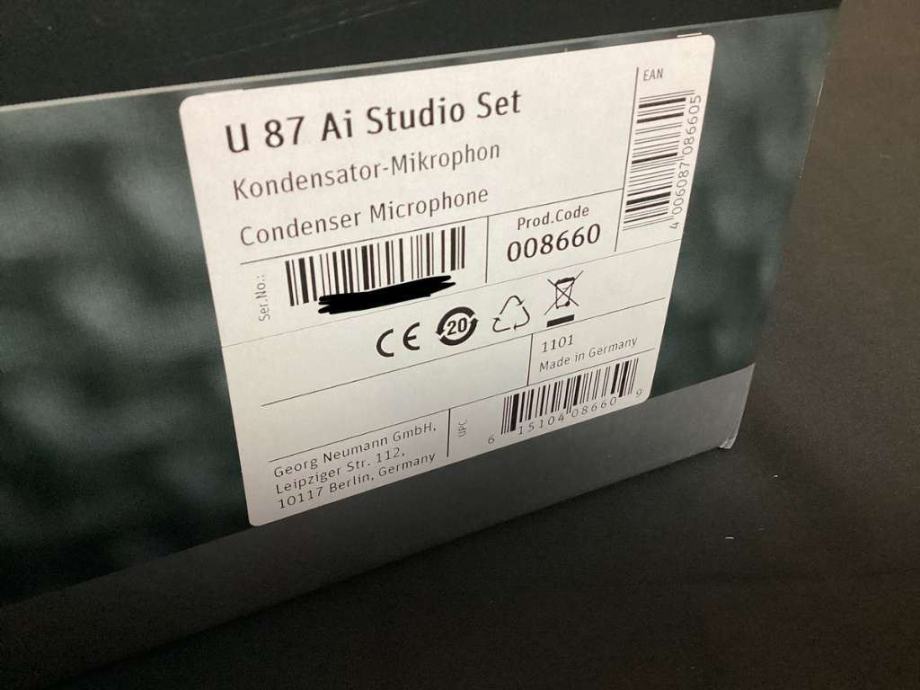 U 87 Ai Studio Set
Kondensator-Mikrophon
Condenser Microphone
EAN
4 006087 086605
Ser.No.:
Prod.Code
008660
CE
20
1101
Made in Germany
Georg Neumann GmbH,
Leipziger Str. 112,
10117 Berlin, Germany
UPC
6 15104 08660 9